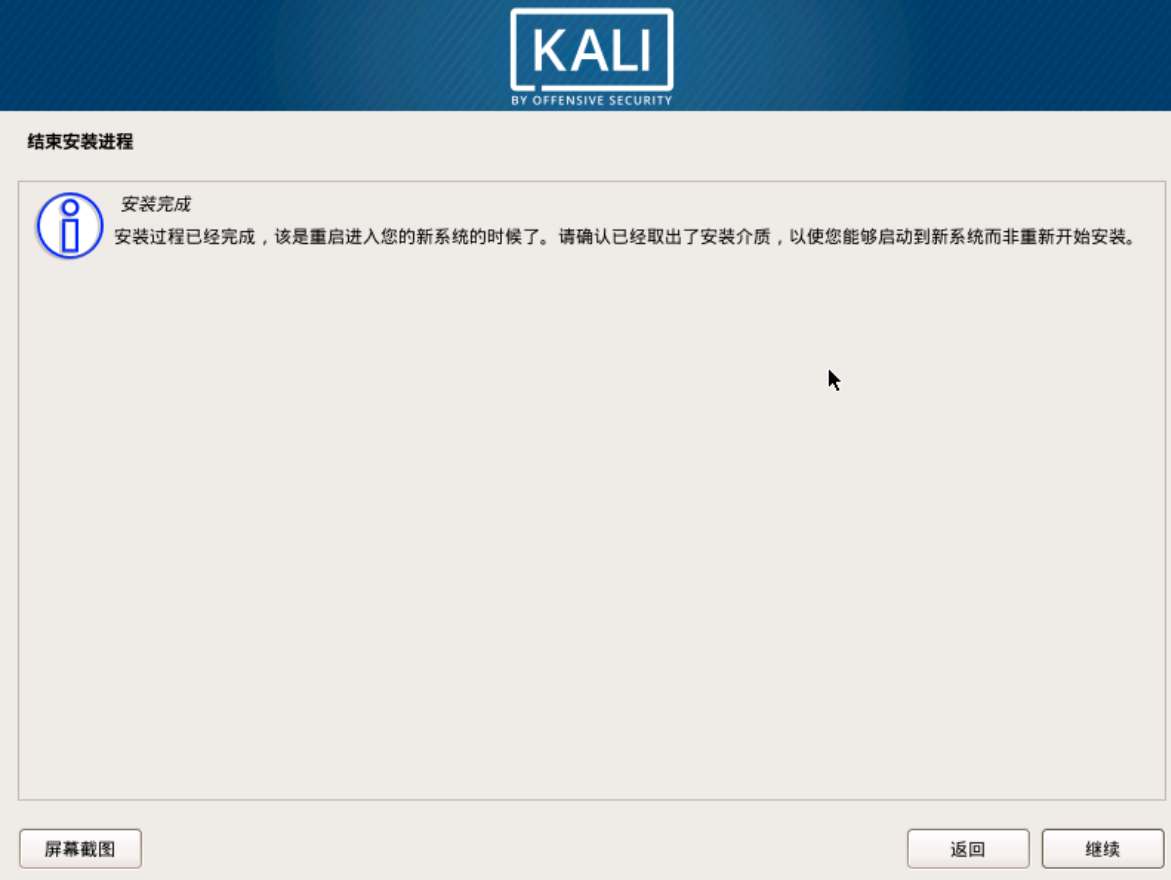 KALI
BY OFFENSIVE SECURITY
结束安装进程
安装完成
安装过程已经完成，该是重启进入您的新系统的时候了。请确认已经取出了安装介质，以使您能够启动到新系统而非重新开始安装。
屏幕截图
返回
继续